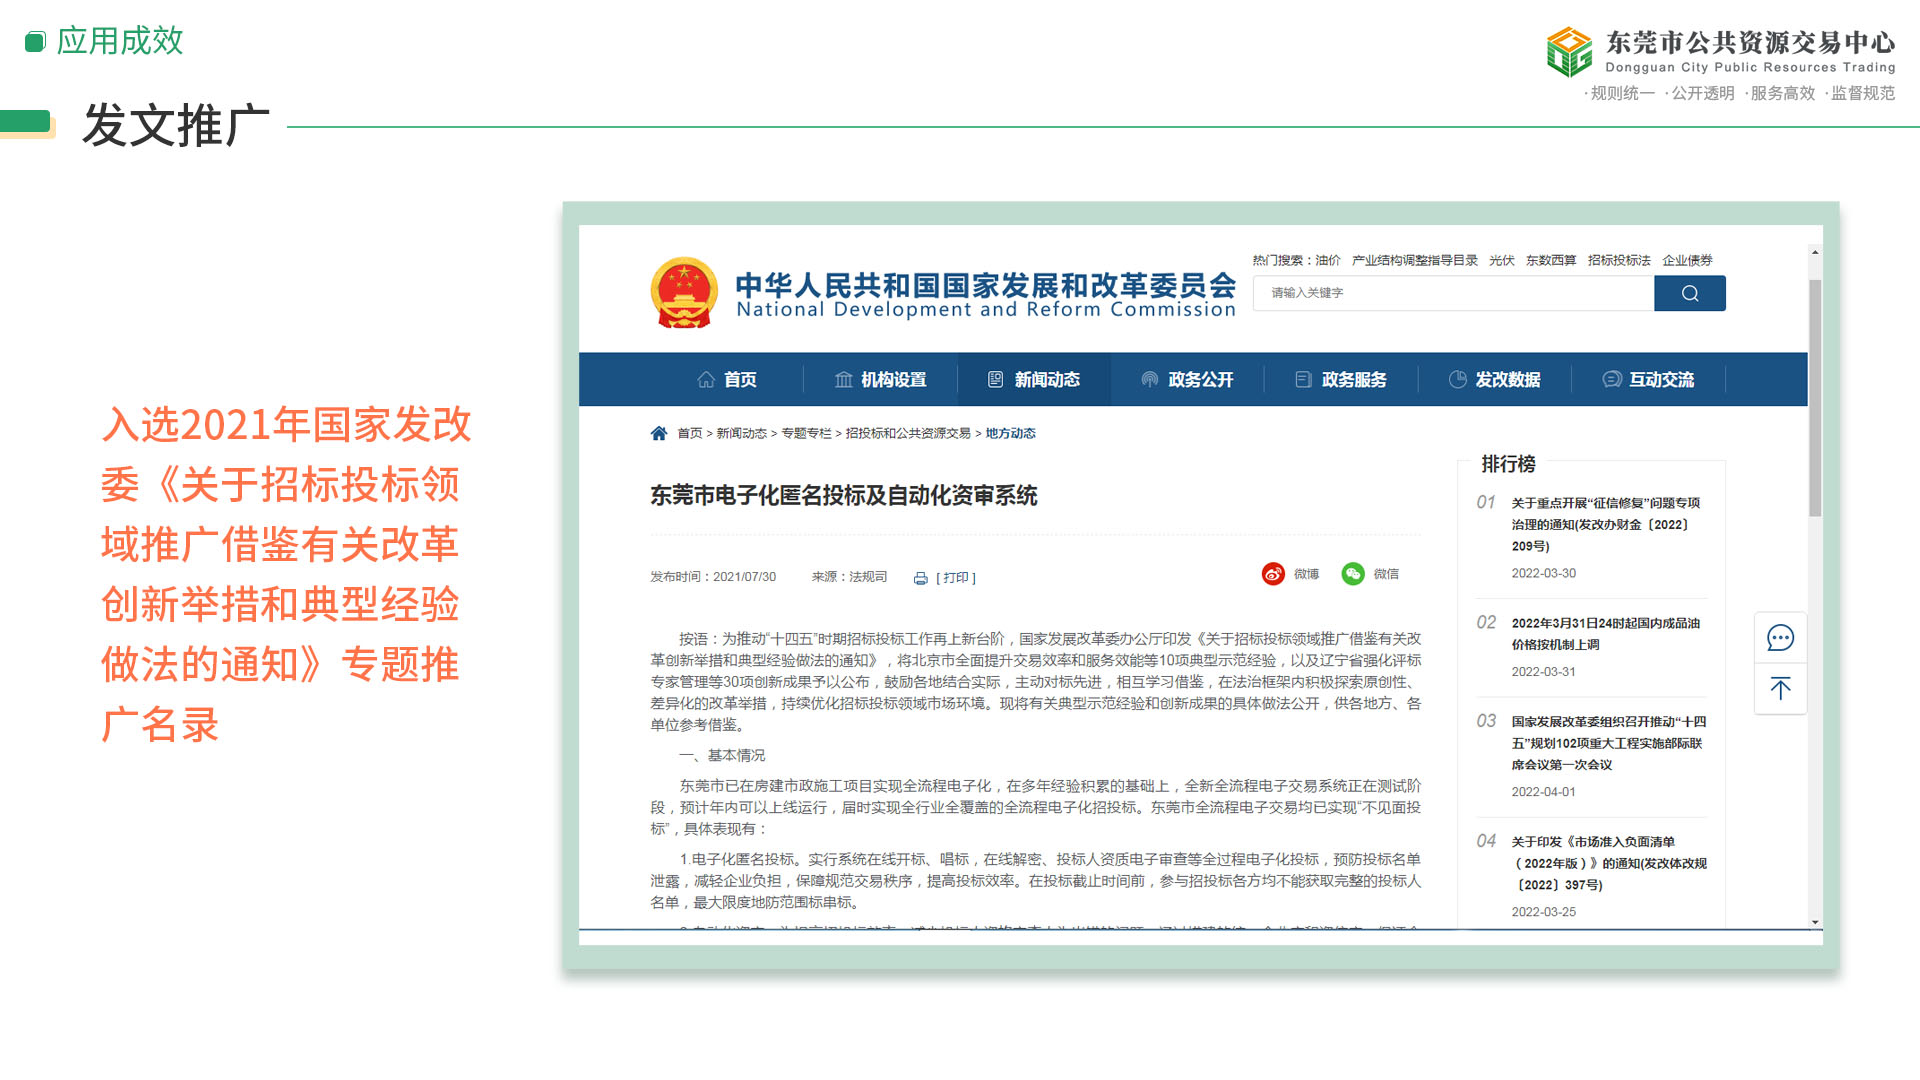 应用成效
东莞市公共资源交易中心
Dongguan City Public Resources Trading
·规则统一 ·公开透明 ·服务高效 ·监督规范
发文推广
入选2021年国家发改
委《关于招标投标领
域推广借鉴有关改革
创新举措和典型经验
做法的通知》专题推
广名录
中华人民共和国国家发展和改革委员会
National Development and Reform Commission
热门搜索：油价 产业结构调整指导目录 光伏 东数西算 招标投标法 企业债券
请输入关键字
首页 机构设置 新闻动态 政务公开 政务服务 发改数据 互动交流
首页 > 新闻动态 > 专题专栏 > 招投标和公共资源交易 > 地方动态
东莞市电子化匿名投标及自动化资审系统
发布时间：2021/07/30 来源：法规司 [ 打印 ] 微博 微信
按语：为推动“十四五”时期招标投标工作再上新台阶，国家发展改革委办公厅印发《关于招标投标领域推广借鉴有关改
革创新举措和典型经验做法的通知》，将北京市全面提升交易效率和服务效能等10项典型示范经验，以及辽宁省强化评标
专家管理等30项创新成果予以公布，鼓励各地结合实际，主动对标先进，相互学习借鉴，在法治框架内积极探索原创性、
差异化的改革举措，持续优化招标投标领域市场环境。现将有关典型示范经验和创新成果的具体做法公开，供各地方、各
单位参考借鉴。
一、基本情况
东莞市已在房建市政施工项目实现全流程电子化，在多年经验积累的基础上，全新全流程电子交易系统正在测试阶
段，预计年内可以上线运行，届时实现全行业全覆盖的全流程电子化招投标。东莞市全流程电子交易均已实现“不见面投
标”，具体表现有：
1.电子化匿名投标。实行系统在线开标、唱标，在线解密、投标人资质电子审查等全过程电子化投标，预防投标名单
泄露，减轻企业负担，保障规范交易秩序，提高投标效率。在投标截止时间前，参与招投标各方均不能获取完整的投标人
名单，最大限度地防范围标串标。
排行榜
01 关于重点开展“征信修复”问题专项
治理的通知(发改办财金〔2022〕
209号)
2022-03-30
02 2022年3月31日24时起国内成品油
价格按机制上调
2022-03-31
03 国家发展改革委组织召开推动“十四
五”规划102项重大工程实施部际联
席会议第一次会议
2022-04-01
04 关于印发《市场准入负面清单
（2022年版）》的通知(发改体改规
〔2022〕397号)
2022-03-25